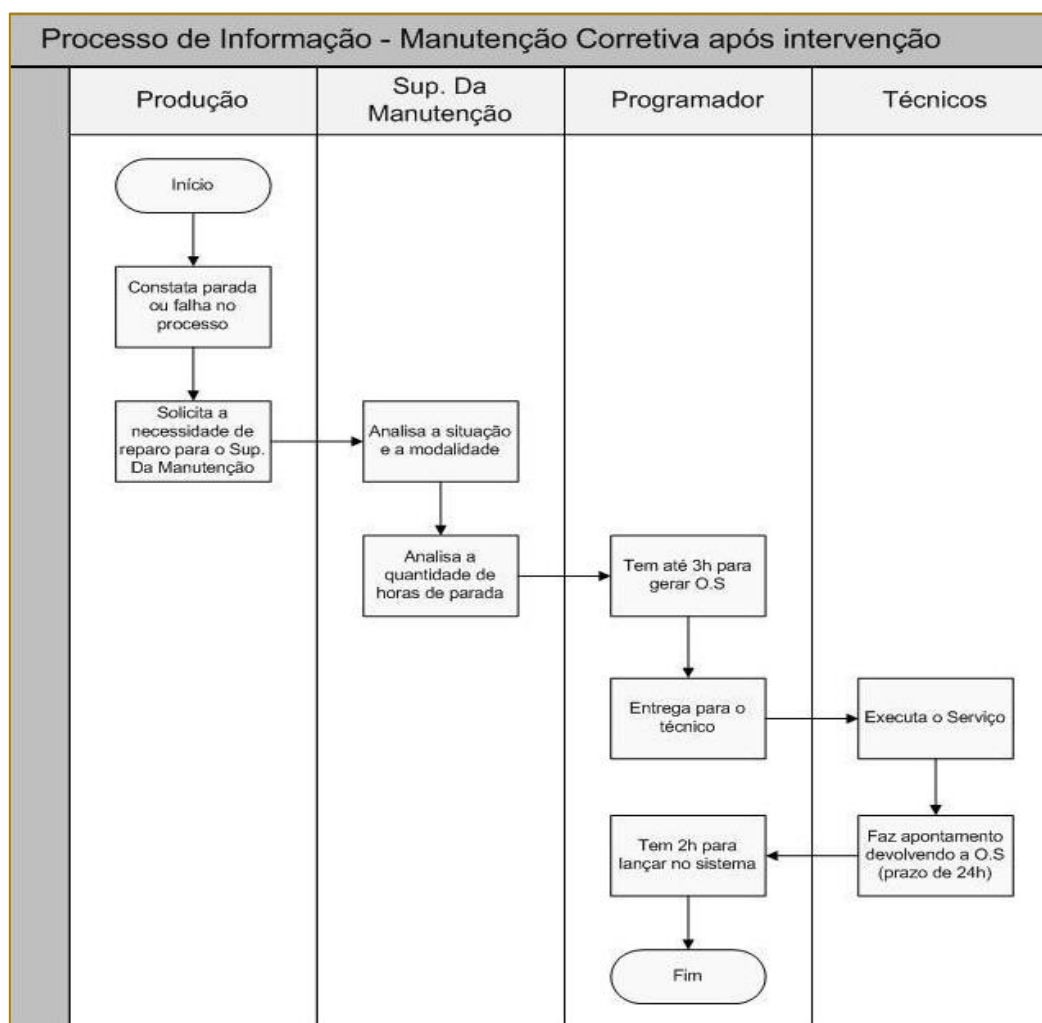 Processo de Informação - Manutenção Corretiva após intervenção
Produção
Sup. Da
Manutenção
Programador
Técnicos
Início
Constata parada
ou falha no
processo
Solicita a
necessidade de
reparo para o Sup.
Da Manutenção
Analisa a situação
e a modalidade
Analisa a
quantidade de
horas de parada
Tem até 3h para
gerar O.S
Entrega para o
técnico
Executa o Serviço
Faz apontamento
devolvendo a O.S
(prazo de 24h)
Tem 2h para
lançar no sistema
Fim